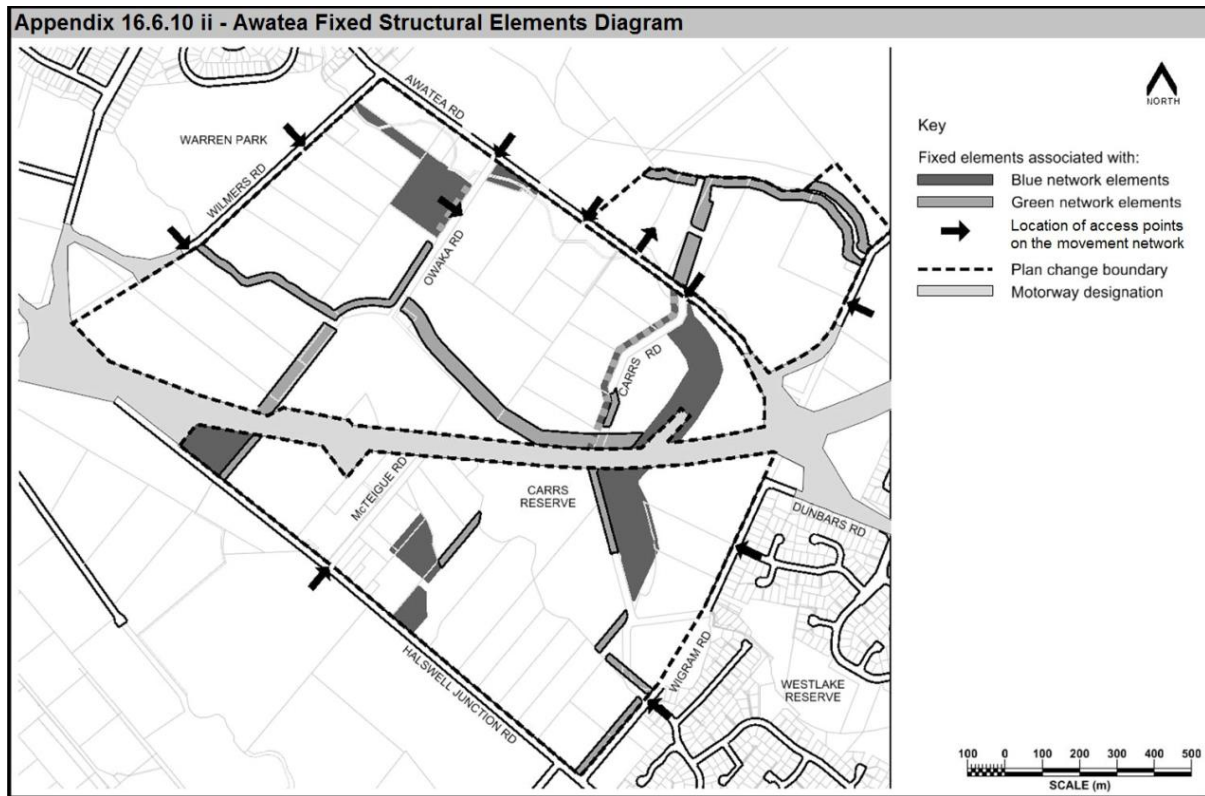 Appendix 16.6.10 ii - Awatea Fixed Structural Elements Diagram
AWATEA RD
WARREN PARK
WILMERS RD
OWAKA RD
CARRS RD
McTEIGUE RD
CARRS
RESERVE
DUNBARS RD
HALSWELL JUNCTION RD
WIGRAM RD
WESTLAKE
RESERVE
NORTH
Key
Fixed elements associated with:
Blue network elements
Green network elements
Location of access points
on the movement network
Plan change boundary
Motorway designation
100 0 100 200 300 400 500
SCALE (m)